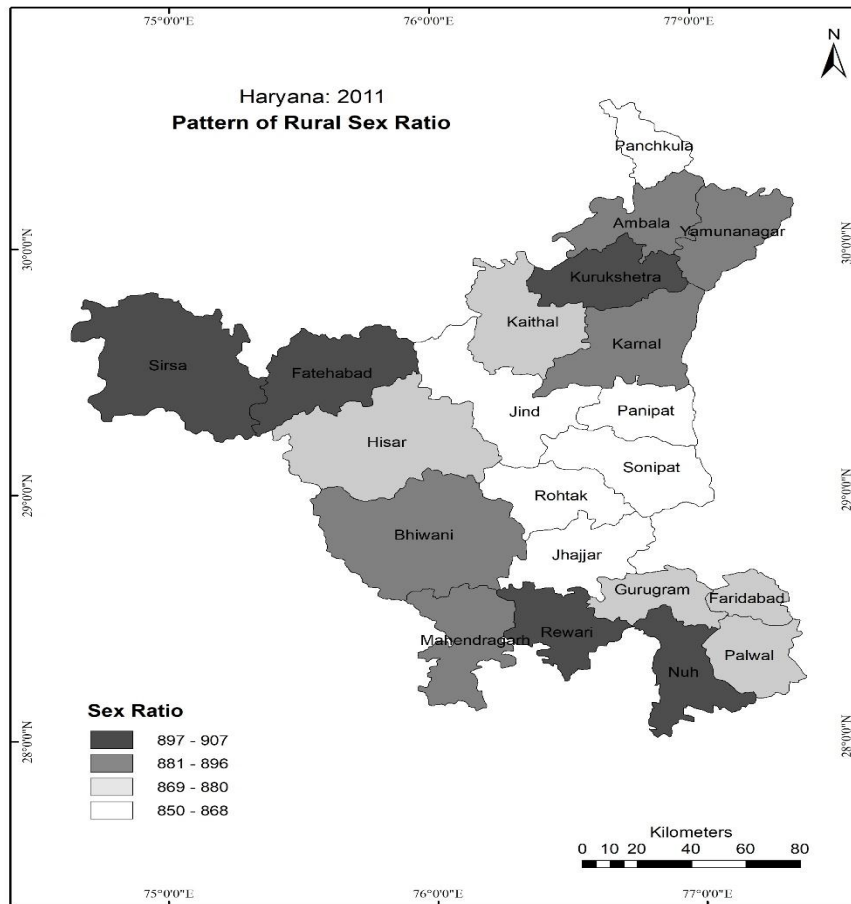 75°0'0"E 76°0'0"E 77°0'0"E
N
Haryana: 2011
Pattern of Rural Sex Ratio
Panchkula
Ambala
Yamunanagar
30°0'0"N
30°0'0"N
Kurukshetra
Kaithal
Karnal
Sirsa
Fatehabad
Jind
Panipat
Hisar
Sonipat
Rohtak
29°0'0"N
29°0'0"N
Bhiwani
Jhajjar
Gurugram
Faridabad
Mahendragarh
Rewari
Palwal
Nuh
Sex Ratio
897 - 907
881 - 896
869 - 880
850 - 868
28°0'0"N
28°0'0"N
Kilometers
0 10 20 40 60 80
75°0'0"E 76°0'0"E 77°0'0"E